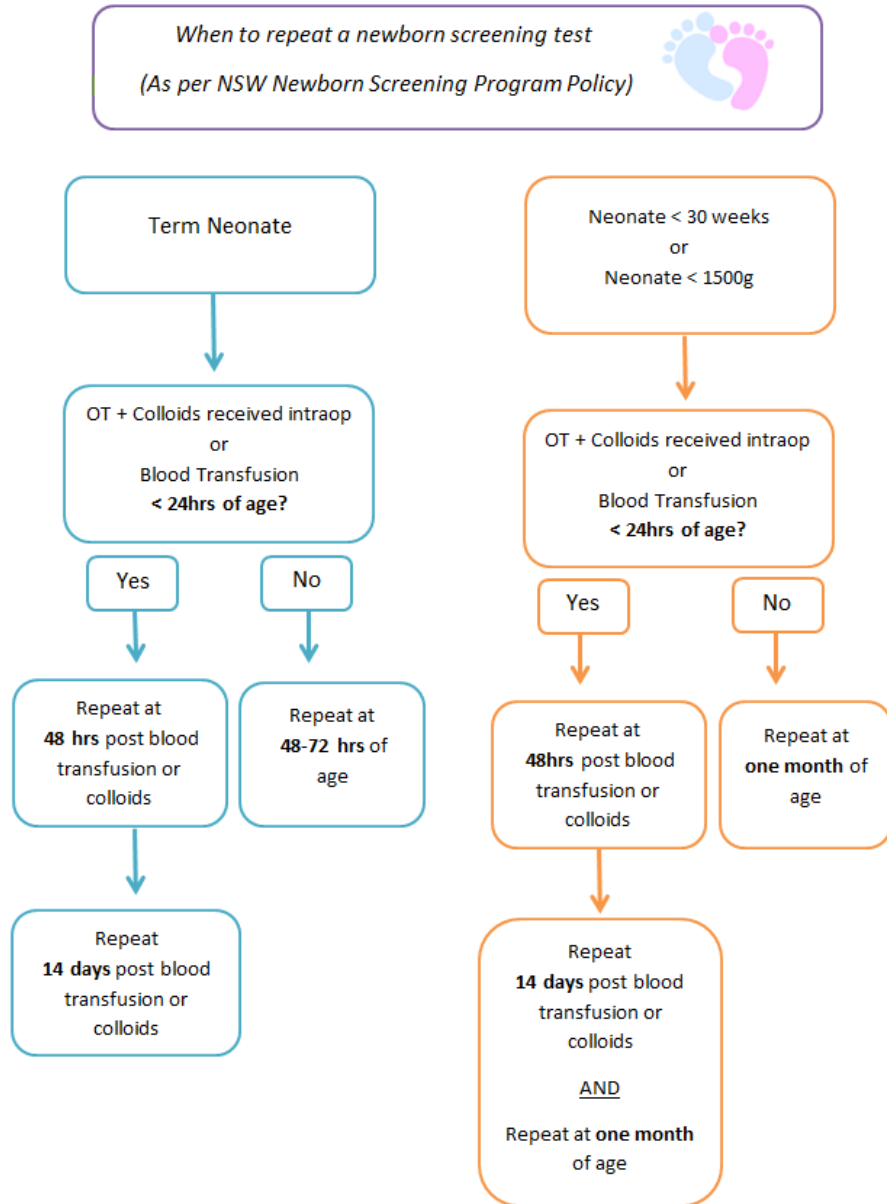 When to repeat a newborn screening test
(As per NSW Newborn Screening Program Policy)
Term Neonate
OT + Colloids received intraop
or
Blood Transfusion
< 24hrs of age?
Yes
No
Repeat at
48 hrs post blood
transfusion or
colloids
Repeat at
48-72 hrs of
age
Repeat
14 days post blood
transfusion or
colloids
Neonate < 30 weeks
or
Neonate < 1500g
OT + Colloids received intraop
or
Blood Transfusion
< 24hrs of age?
Yes
No
Repeat at
48hrs post blood
transfusion or
colloids
Repeat at
one month of
age
Repeat
14 days post blood
transfusion or
colloids
AND
Repeat at one month
of age